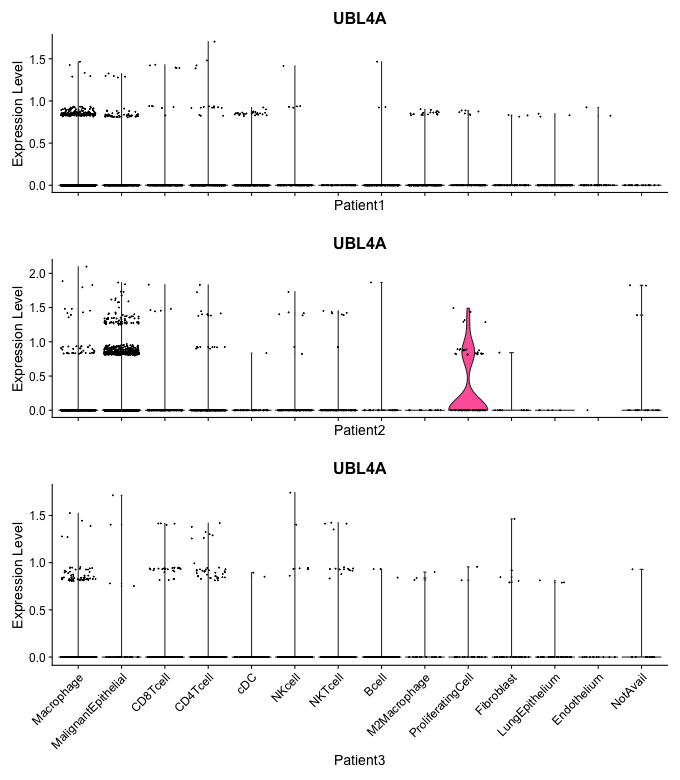 UBL4A
Expression Level
1.5
1.0
0.5
0.0
Patient1
UBL4A
Expression Level
2.0
1.5
1.0
0.5
0.0
Patient2
UBL4A
Expression Level
1.5
1.0
0.5
0.0
Macrophage
MalignantEpithelial
CD8Tcell
CD4Tcell
cDC
NKcell
NKTcell
Bcell
M2Macrophage
ProliferatingCell
Fibroblast
LungEpithelium
Endothelium
NotAvail
Patient3